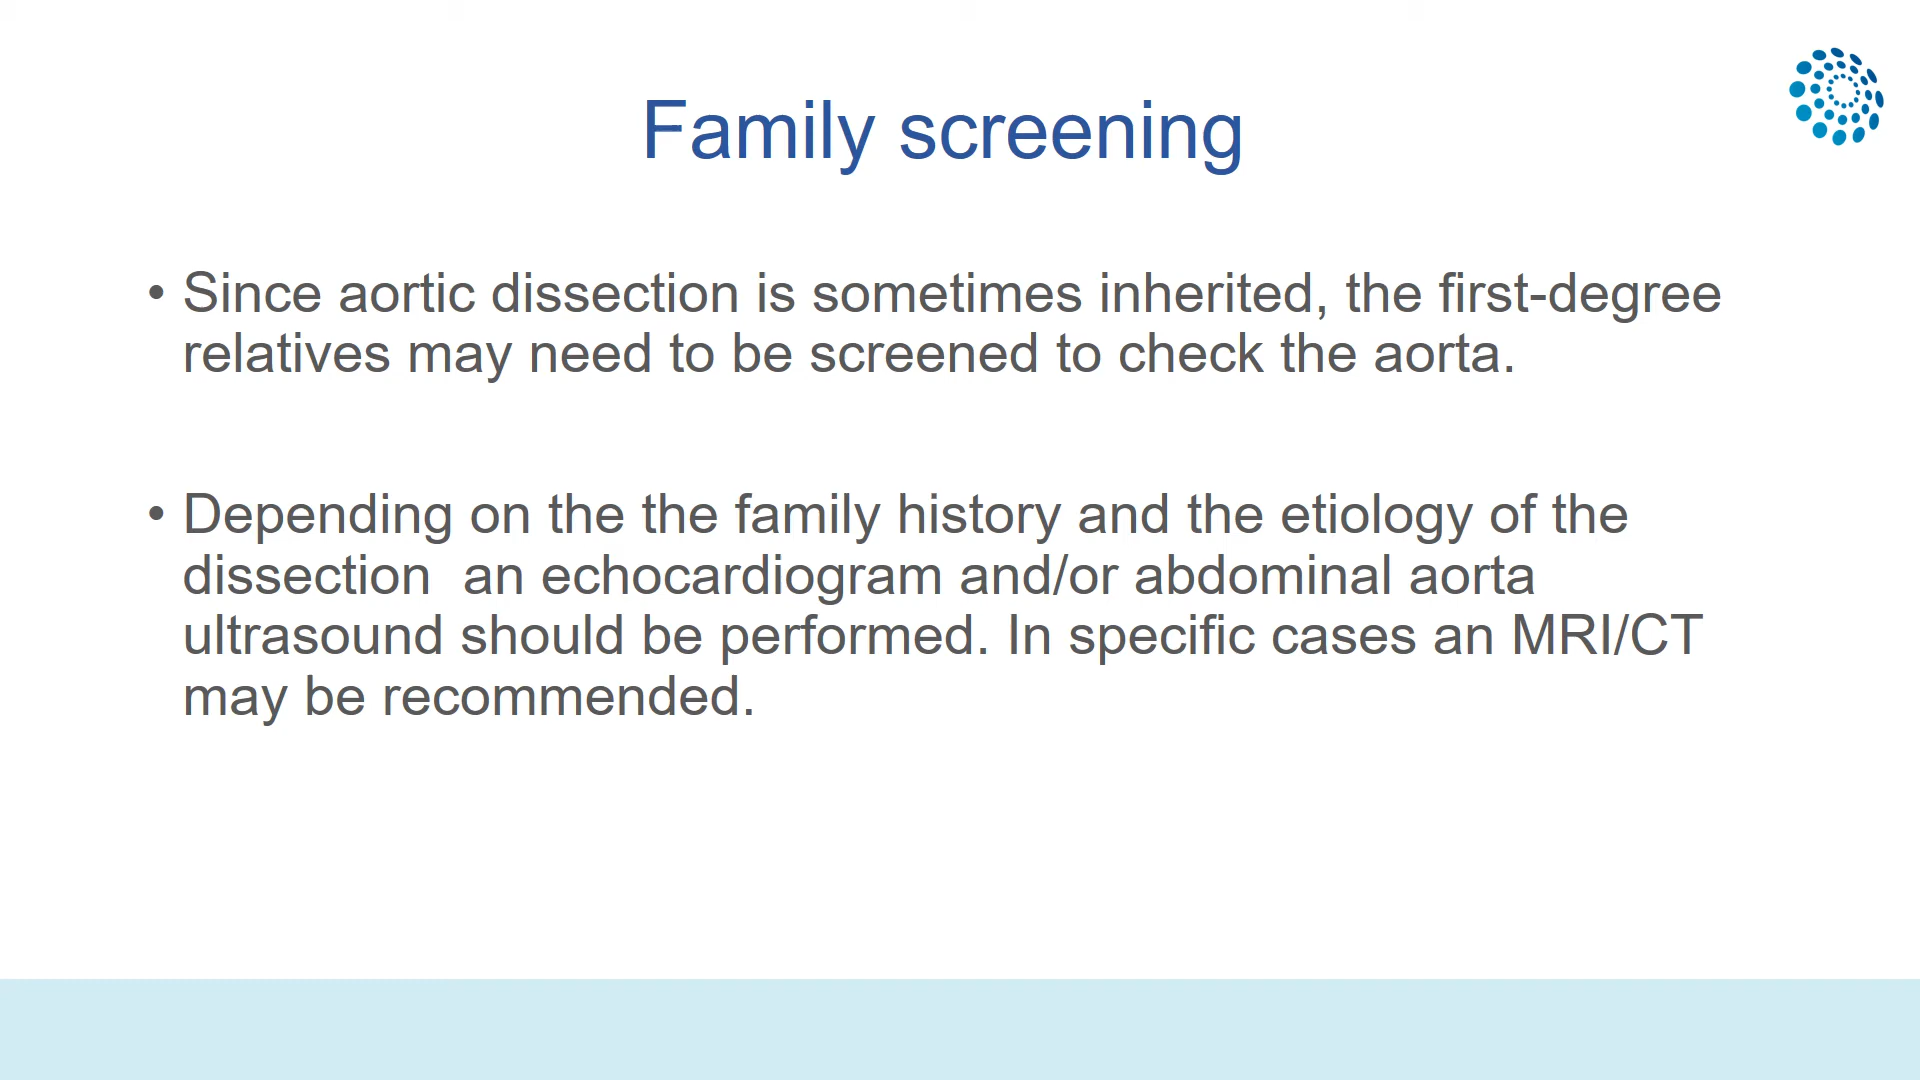 Family screening
• Since aortic dissection is sometimes inherited, the first-degree
relatives may need to be screened to check the aorta.
• Depending on the the family history and the etiology of the
dissection  an echocardiogram and/or abdominal aorta
ultrasound should be performed. In specific cases an MRI/CT
may be recommended.